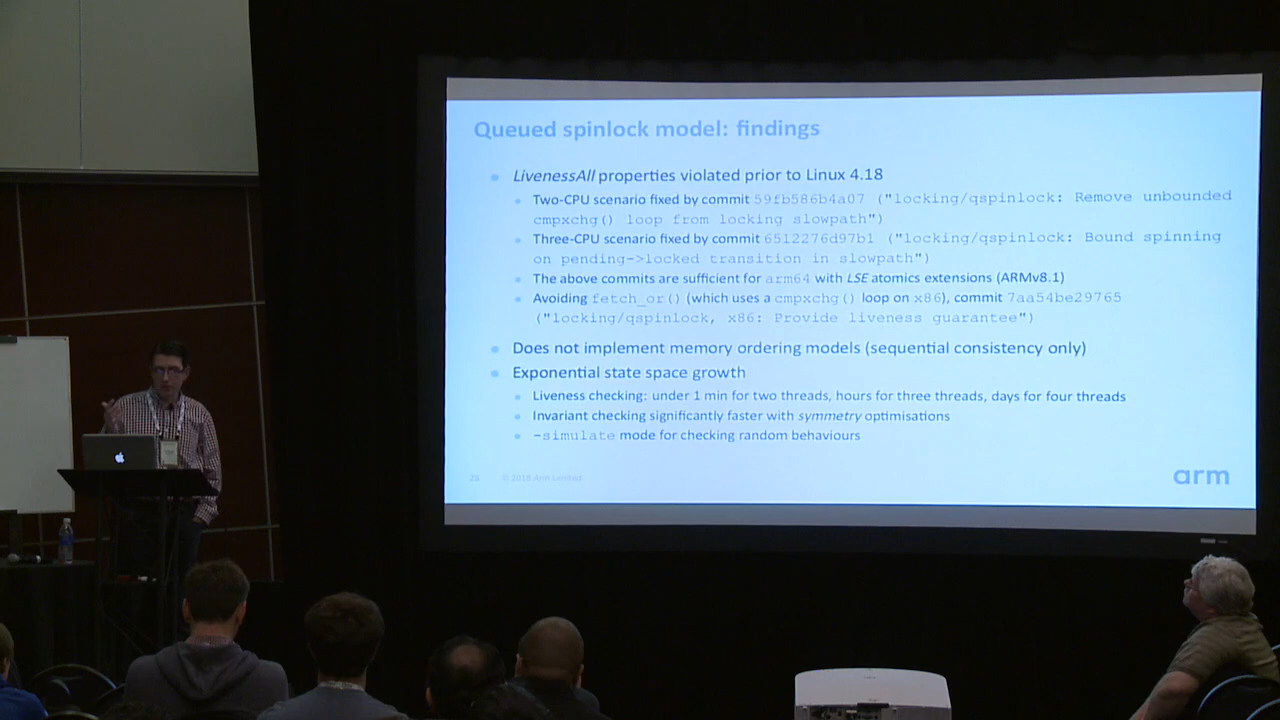 Queued spinlock model: findings
LivenessAll properties violated prior to Linux 4.18
Two-CPU scenario fixed by commit 59fb586b4a07 ("locking/qspinlock: Remove unbounded
cmpxchg() loop from locking slowpath")
Three-CPU scenario fixed by commit 6512276d97b1 ("locking/qspinlock: Bound spinning
on pending->locked transition in slowpath")
The above commits are sufficient for arm64 with LSE atomics extensions (ARMv8.1)
Avoiding fetch_or() (which uses a cmpxchg() loop on x86), commit 7aa54be29765
("locking/qspinlock, x86: Provide liveness guarantee")
Does not implement memory ordering models (sequential consistency only)
Exponential state space growth
Liveness checking: under 1 min for two threads, hours for three threads, days for four threads
Invariant checking significantly faster with symmetry optimisations
-simulate mode for checking random behaviours
© 2018 Arm Limited
arm